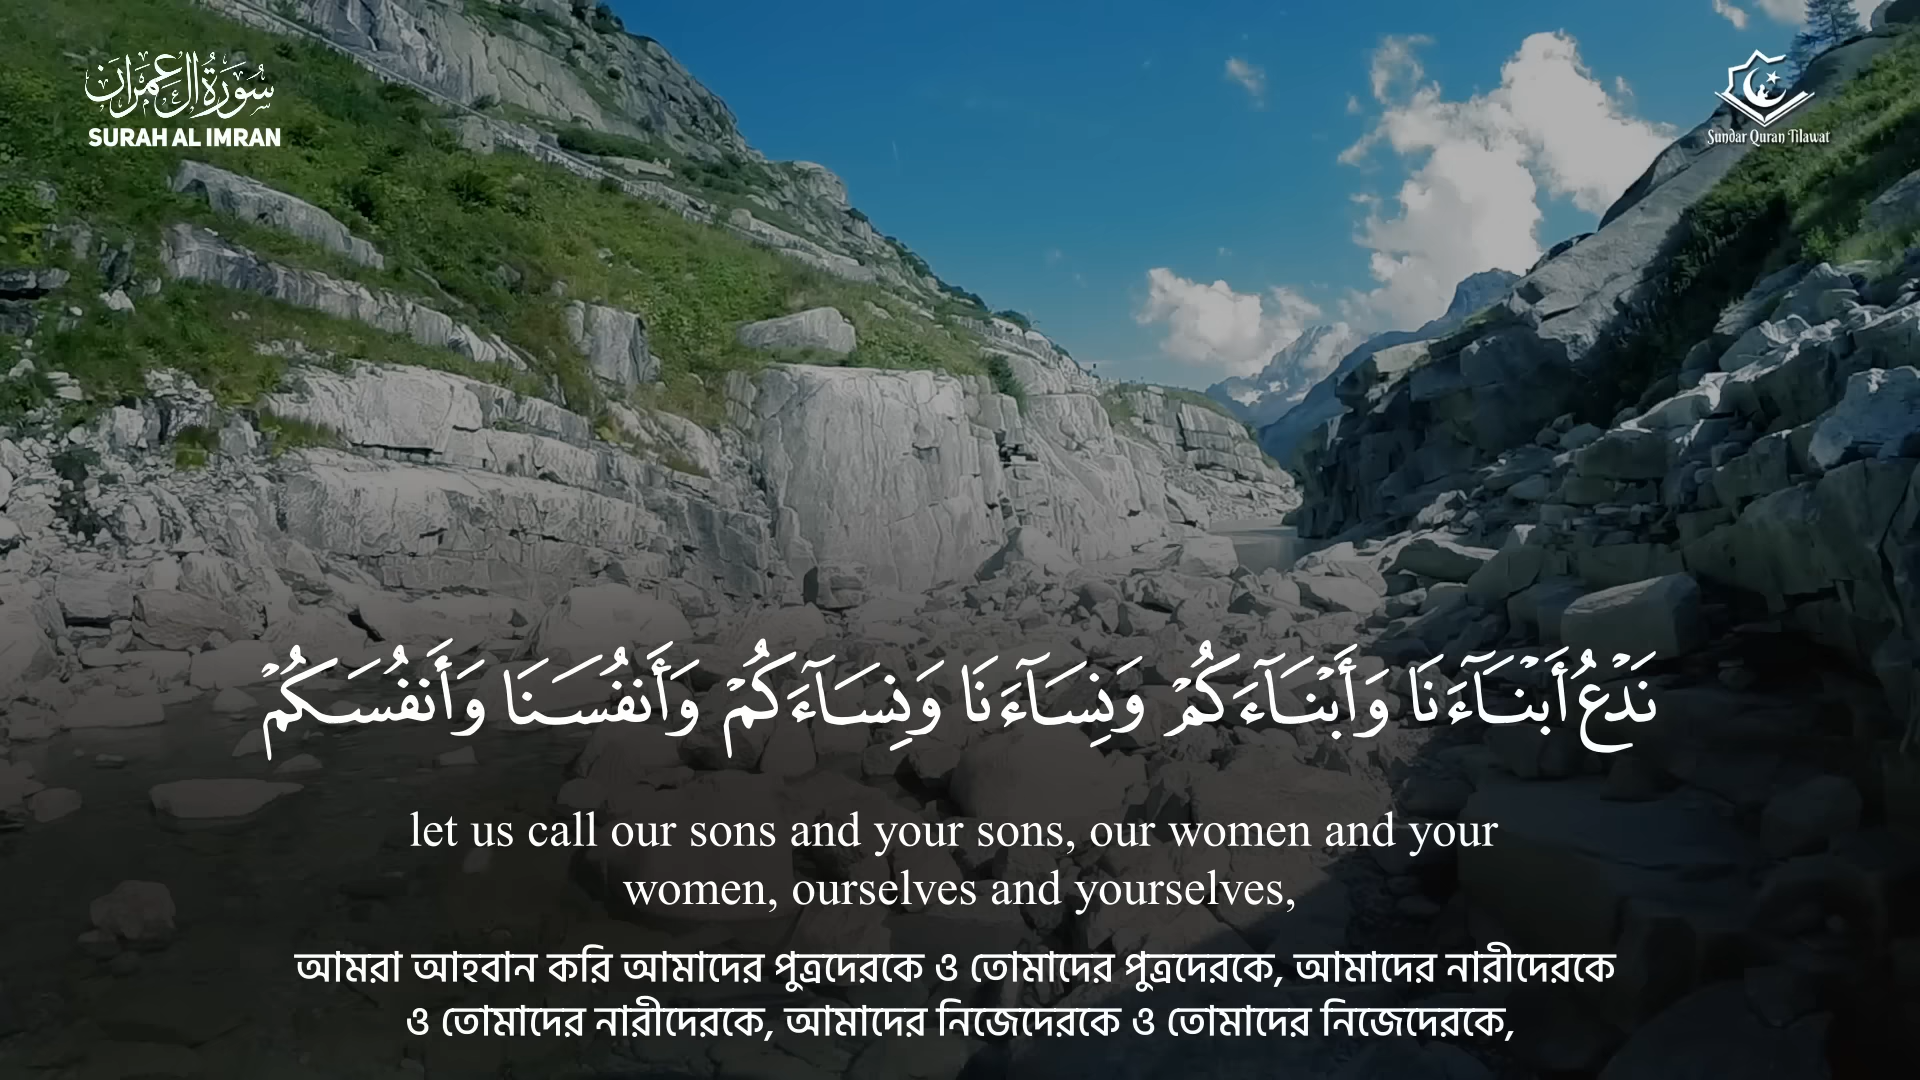 سُورَةُ آلِ عِمْرَان
SURAH AL IMRAN
Sundar Quran Tilawat
نَدْعُ أَبْنَآءَنَا وَأَبْنَآءَكُمْ وَنِسَآءَنَا وَنِسَآءَكُمْ وَأَنفُسَنَا وَأَنفُسَكُمْ
let us call our sons and your sons, our women and your
women, ourselves and yourselves,
আমরা আহবান করি আমাদের পুত্রদেরকে ও তোমাদের পুত্রদেরকে, আমাদের নারীদেরকে
ও তোমাদের নারীদেরকে, আমাদের নিজেদেরকে ও তোমাদের নিজেদেরকে,